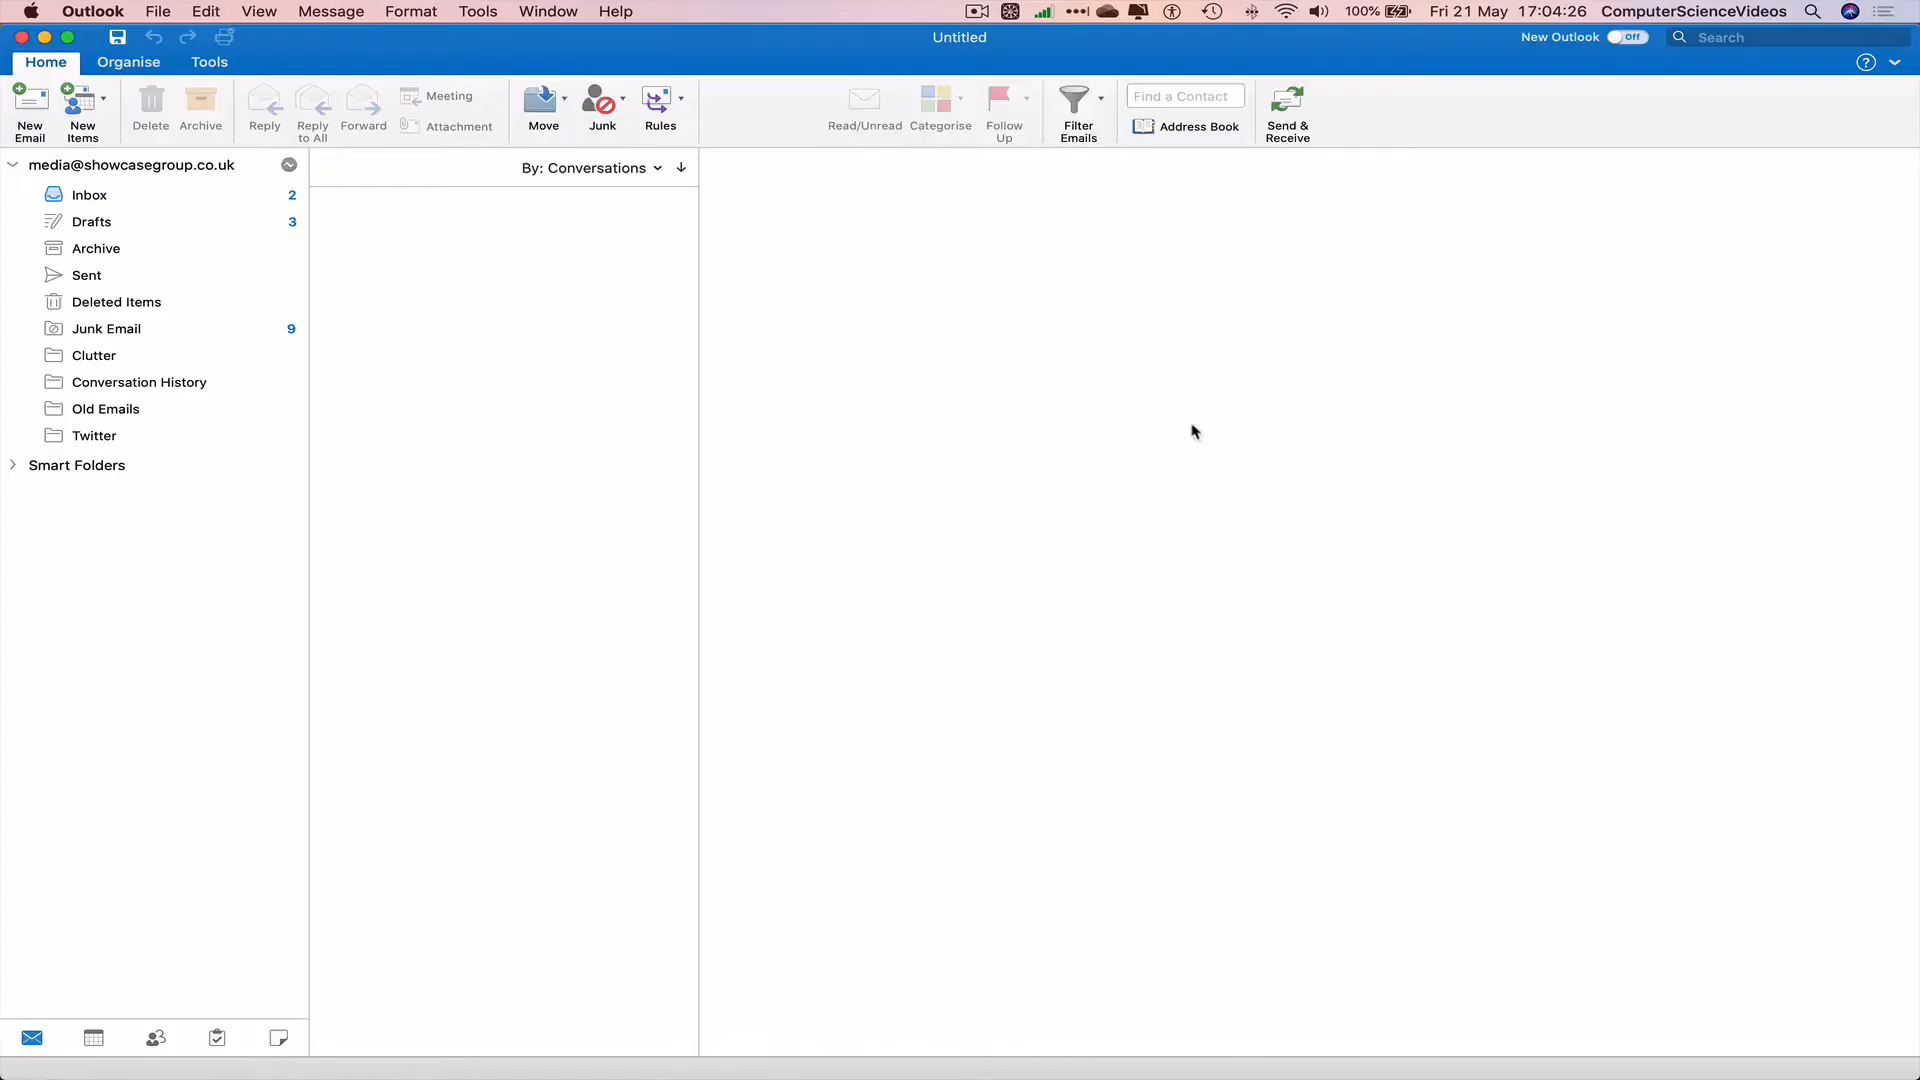 Outlook File Edit View Message Format Tools Window Help 100% Fri 21 May 17:04:26 ComputerScienceVideos
Untitled New Outlook Off Search
Home Organise Tools
New Email New Items Delete Archive Reply Reply to All Forward Meeting Attachment Move Junk Rules Read/Unread Categorise Follow Up Filter Emails Find a Contact Address Book Send & Receive
media@showcasegroup.co.uk By: Conversations
Inbox 2
Drafts 3
Archive
Sent
Deleted Items
Junk Email 9
Clutter
Conversation History
Old Emails
Twitter
Smart Folders